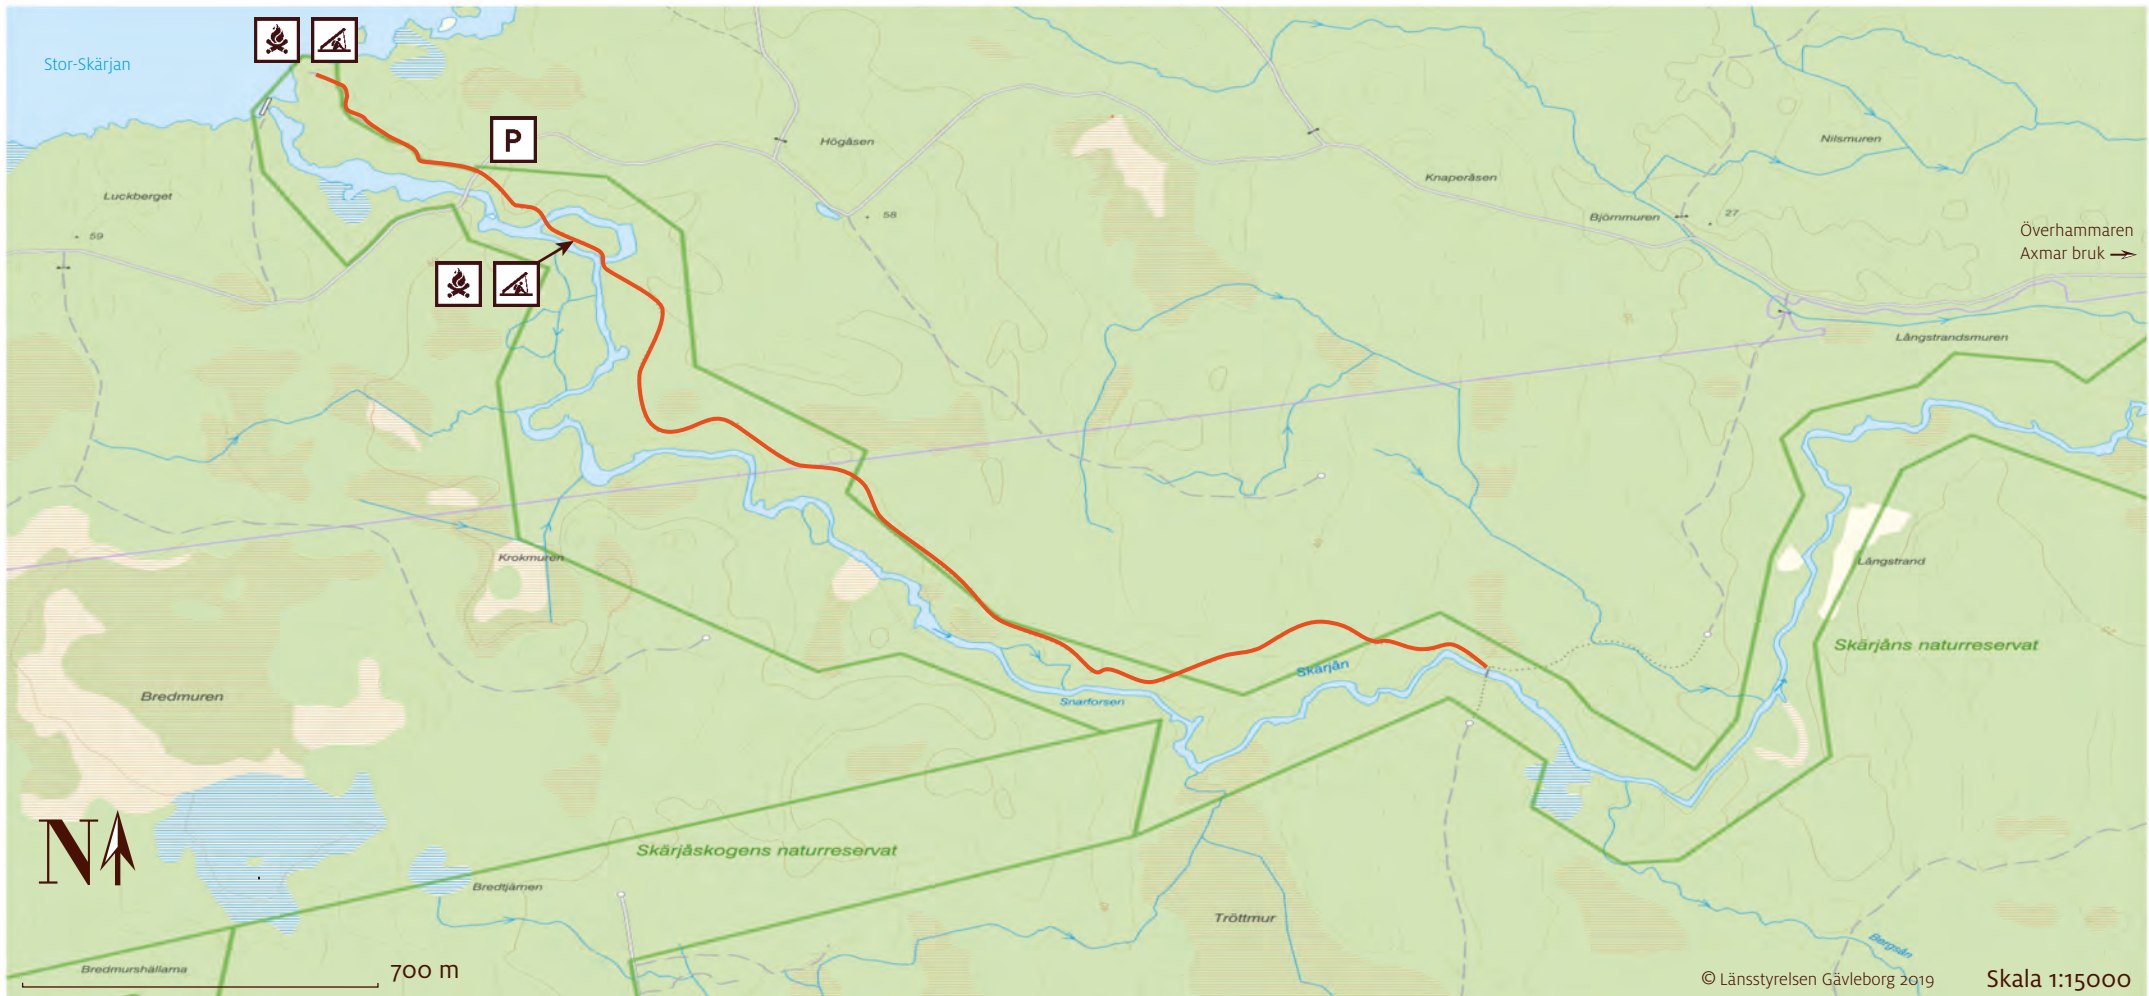 Stor-Skärjan
P
Högåsen
Nilsmuren
Knaperåsen
Luckberget
59
58
Björnmuren
27
Överhammaren
Axmar bruk
Långstrandsmuren
Krokmuren
Långstrand
Skärjåns naturreservat
Skärjån
Bredmuren
Snarforsen
N
Skärjåskogens naturreservat
Bredtjärnen
Tröttmur
Bergsån
Bredmurshällarna
700 m
© Länsstyrelsen Gävleborg 2019
Skala 1:15000